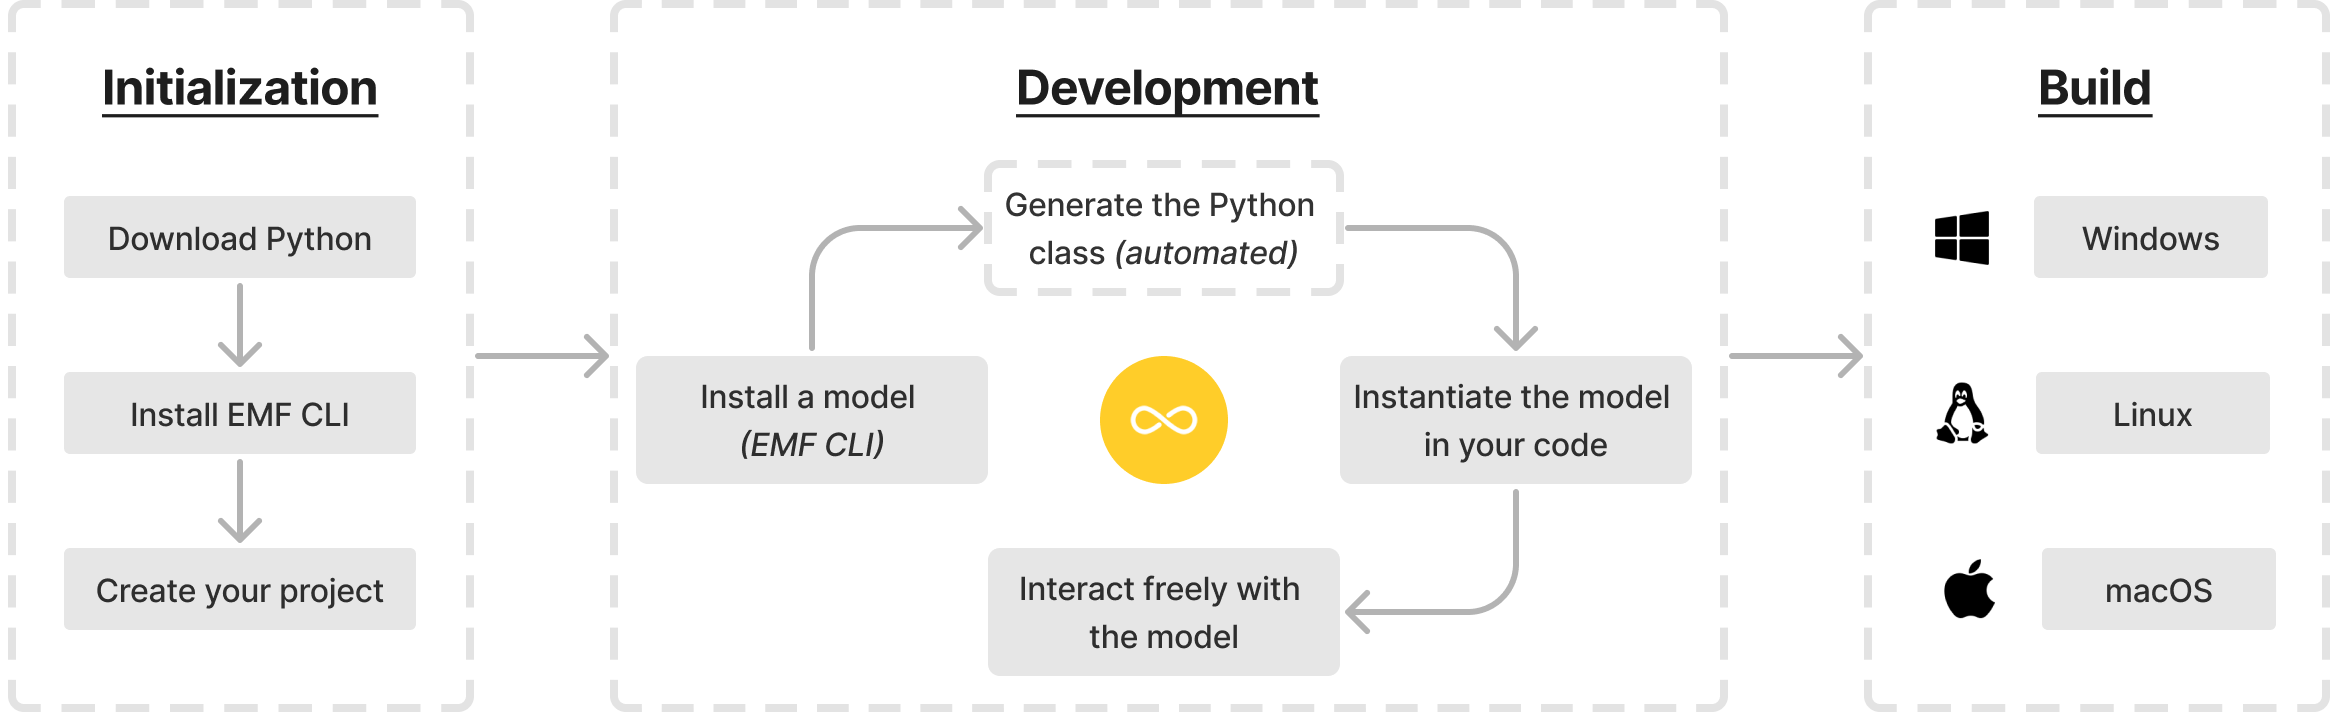 Initialization
Download Python
Install EMF CLI
Create your project
Development
Generate the Python
class (automated)
Install a model
(EMF CLI)
Instantiate the model
in your code
Interact freely with
the model
Build
Windows
Linux
macOS